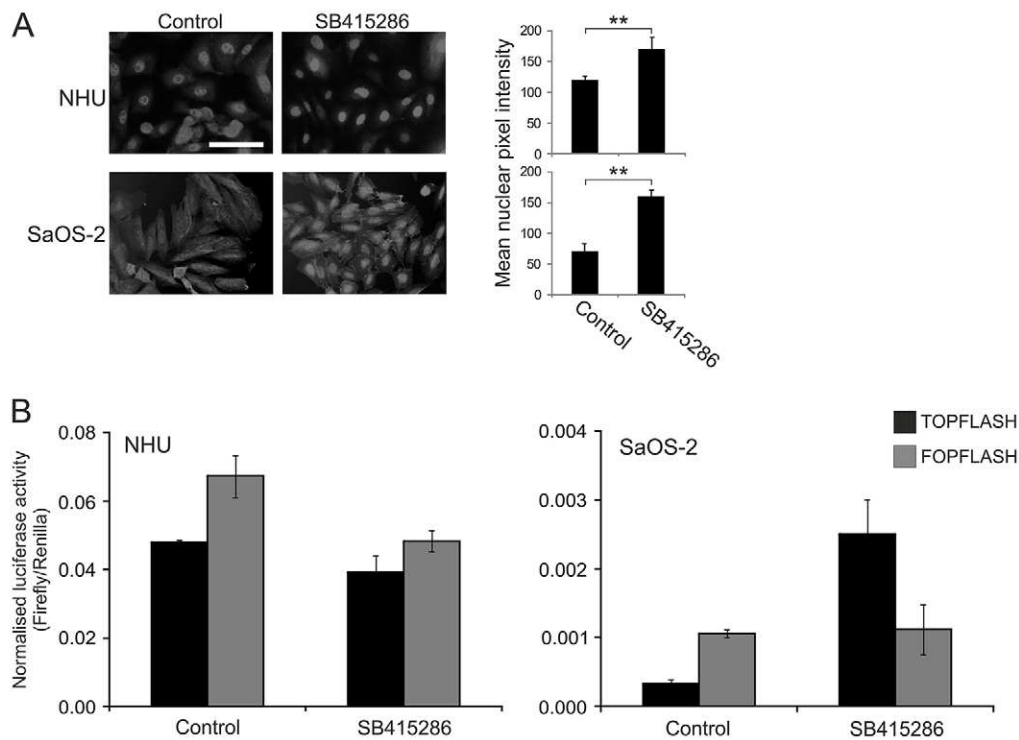 A
Control
SB415286
NHU
SaOS-2
Mean nuclear pixel intensity
200
**
150
100
50
0
200
**
150
100
50
0
Control
SB415286
B
Normalised luciferase activity
(Firefly/Renilla)
0.08
NHU
0.06
0.04
0.02
0.00
Control
SB415286
0.004
SaOS-2
0.003
0.002
0.001
0.000
Control
SB415286
TOPFLASH
FOPFLASH